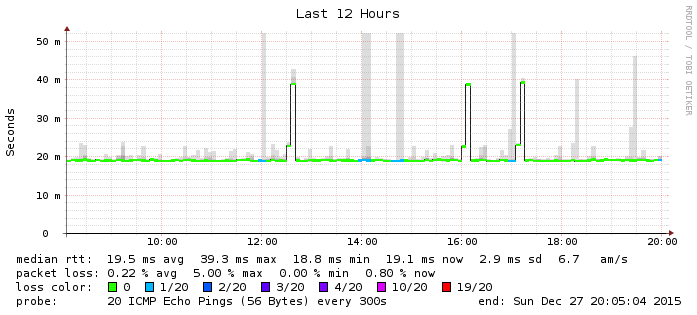 Last 12 Hours
RRDTOOL / TOBI OETIKER
Seconds
50 m
40 m
30 m
20 m
10 m
0
10:00 12:00 14:00 16:00 18:00 20:00
median rtt: 19.5 ms avg 39.3 ms max 18.8 ms min 19.1 ms now 2.9 ms sd 6.7 am/s
packet loss: 0.22 % avg 5.00 % max 0.00 % min 0.80 % now
loss color: 0 1/20 2/20 3/20 4/20 10/20 19/20
probe: 20 ICMP Echo Pings (56 Bytes) every 300s end: Sun Dec 27 20:05:04 2015